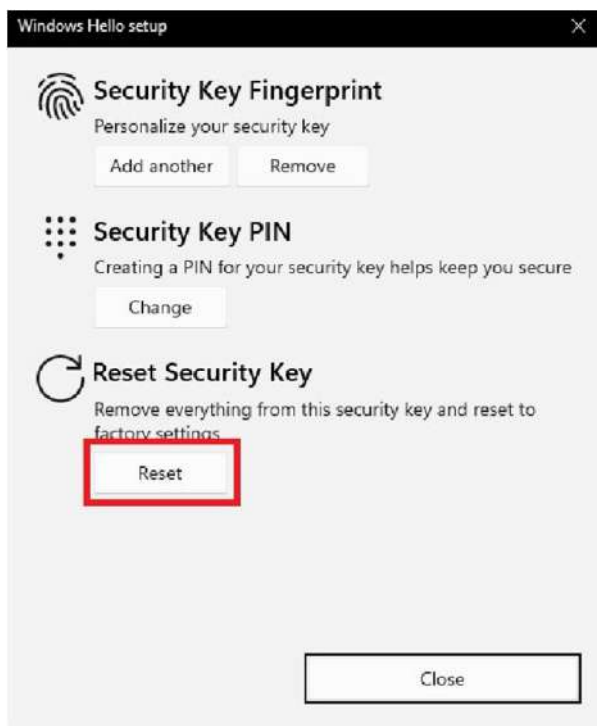 Windows Hello setup
Security Key Fingerprint
Personalize your security key
Add another Remove
Security Key PIN
Creating a PIN for your security key helps keep you secure
Change
Reset Security Key
Remove everything from this security key and reset to
factory settings
Reset
Close